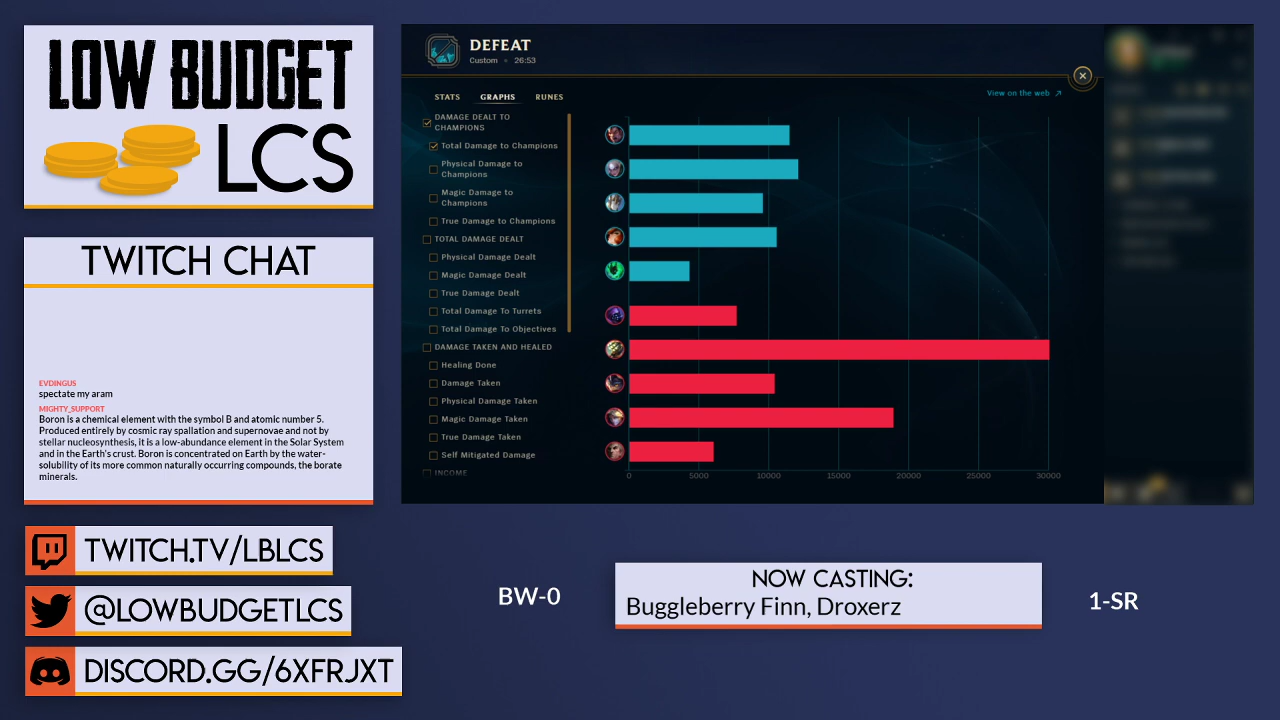 LOW BUDGET
LCS
TWITCH CHAT
EVDINGUS
spectate my aram
MIGHTY_SUPPORT
Boron is a chemical element with the symbol B and atomic number 5.
Produced entirely by cosmic ray spallation and supernovae and not by
stellar nucleosynthesis, it is a low-abundance element in the Solar System
and in the Earth's crust. Boron is concentrated on Earth by the water-
solubility of its more common naturally occurring compounds, the borate
minerals.
TWITCH.TV/LBLCS
@LOWBUDGETLCS
DISCORD.GG/6XFRJXT
DEFEAT
Custom • 26:53
STATS GRAPHS RUNES
View on the web
DAMAGE DEALT TO
CHAMPIONS
Total Damage to Champions
Physical Damage to
Champions
Magic Damage to
Champions
True Damage to Champions
TOTAL DAMAGE DEALT
Physical Damage Dealt
Magic Damage Dealt
True Damage Dealt
Total Damage To Turrets
Total Damage To Objectives
DAMAGE TAKEN AND HEALED
Healing Done
Damage Taken
Physical Damage Taken
Magic Damage Taken
True Damage Taken
Self Mitigated Damage
INCOME
0 5000 10000 15000 20000 25000 30000
BW-0
NOW CASTING:
Buggleberry Finn, Droxerz
1-SR